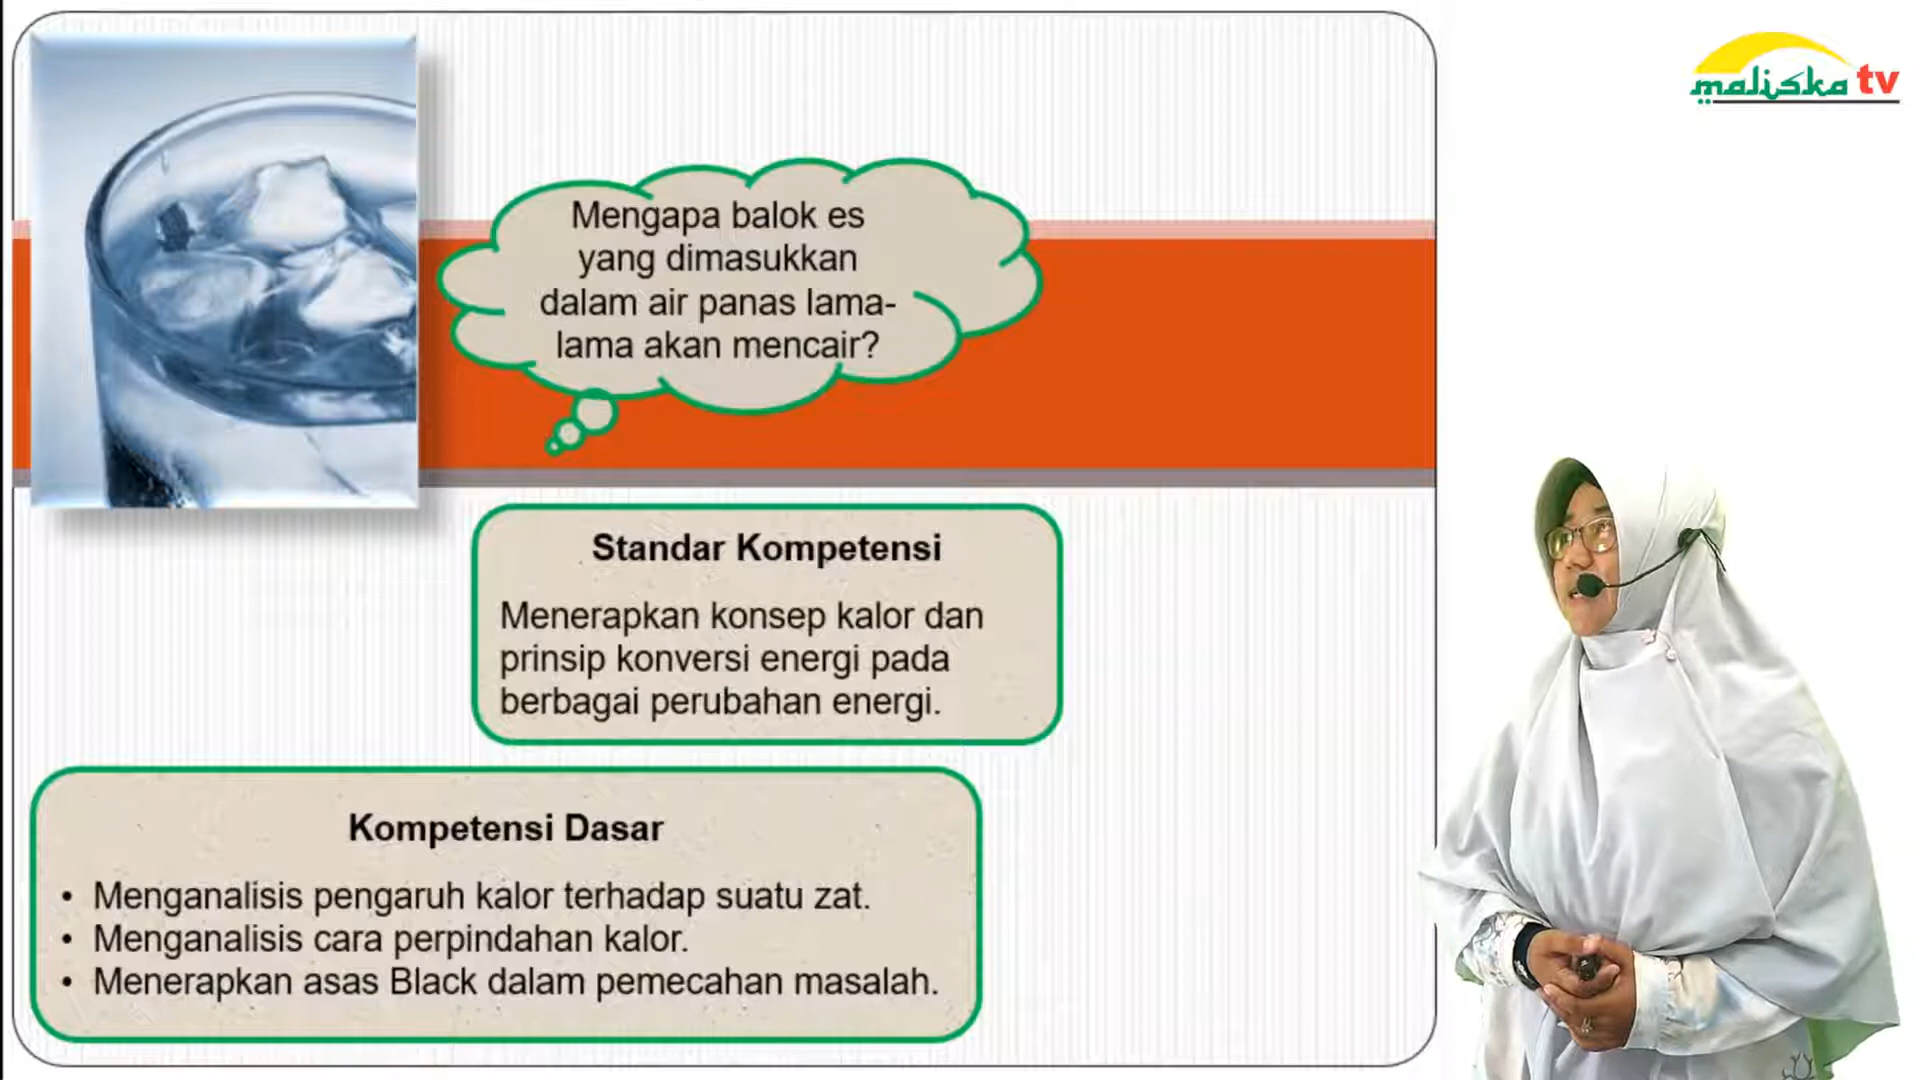 maliska tv
Mengapa balok es
yang dimasukkan
dalam air panas lama-
lama akan mencair?
Standar Kompetensi
Menerapkan konsep kalor dan
prinsip konversi energi pada
berbagai perubahan energi.
Kompetensi Dasar
• Menganalisis pengaruh kalor terhadap suatu zat.
• Menganalisis cara perpindahan kalor.
• Menerapkan asas Black dalam pemecahan masalah.